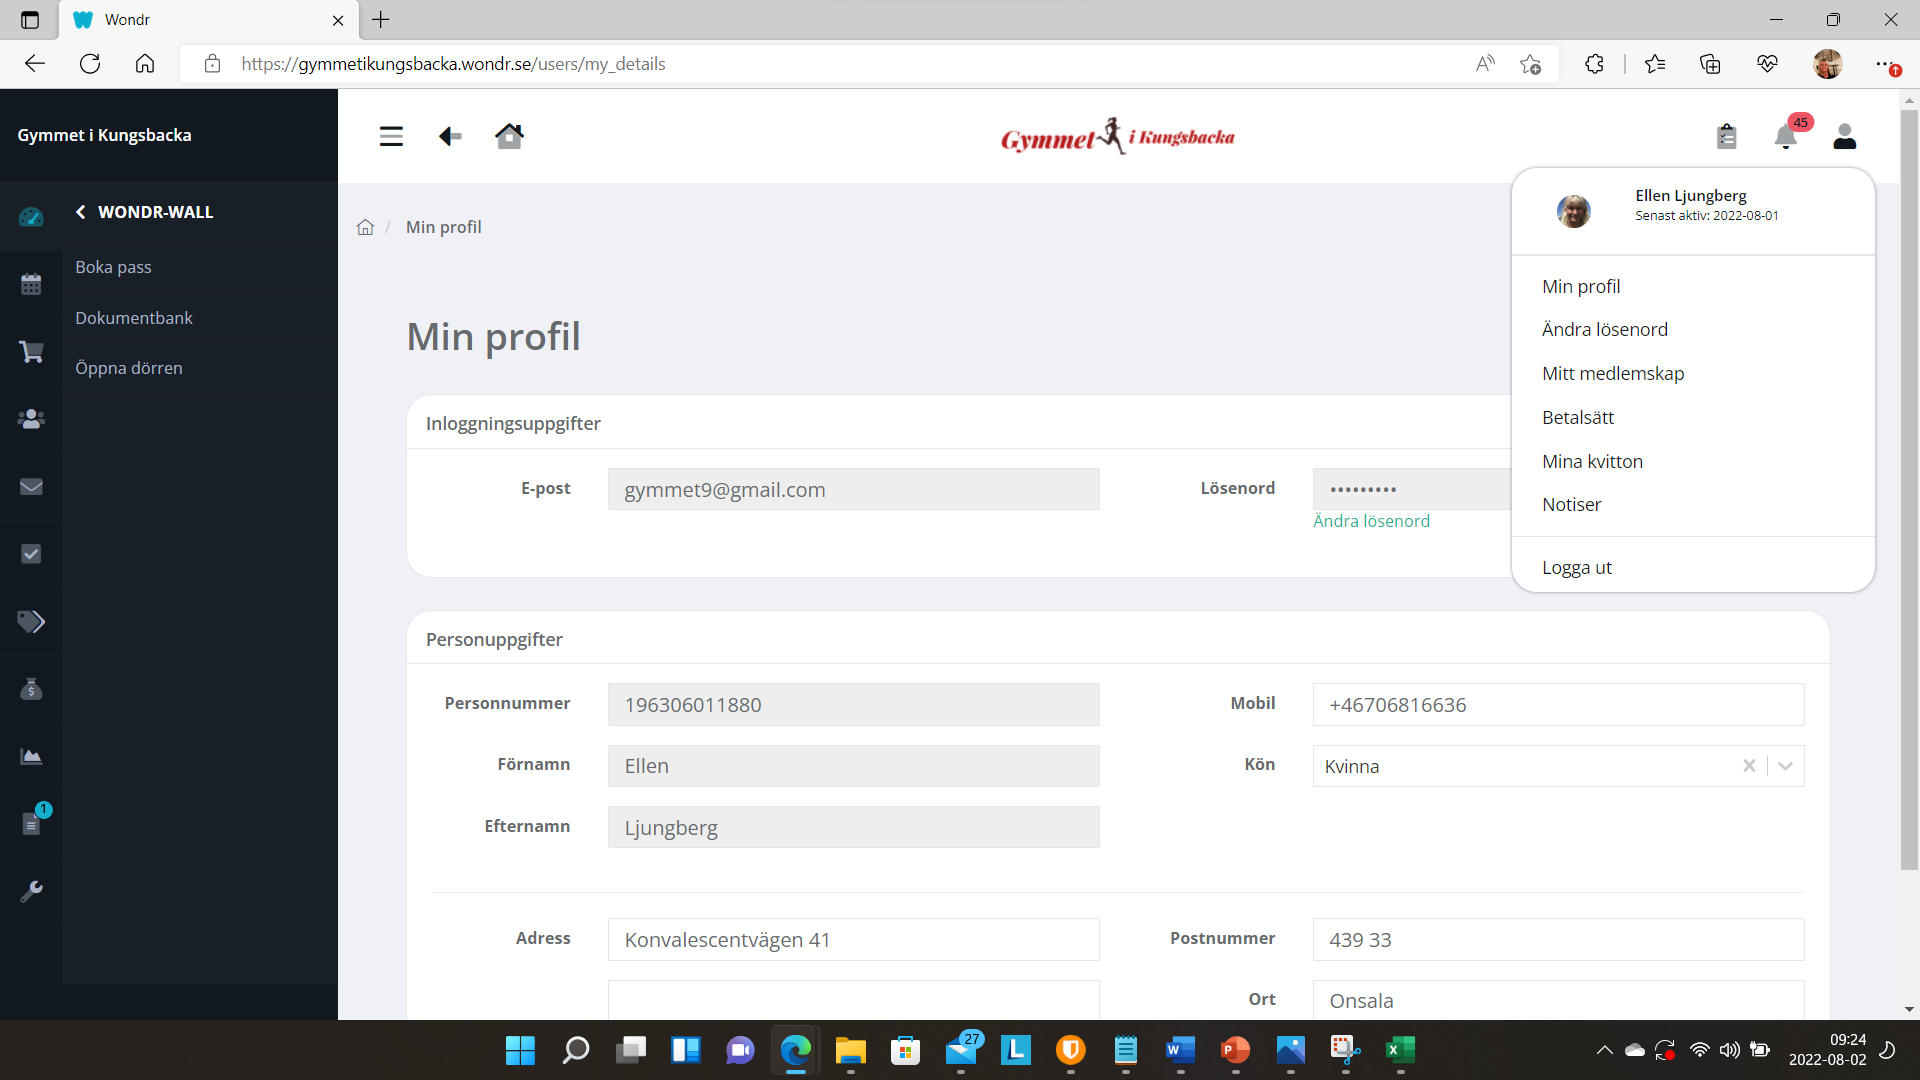 Wondr
https://gymmetikungsbacka.wondr.se/users/my_details
Gymmet i Kungsbacka
Gymmet i Kungsbacka
45
WONDR-WALL
Boka pass
Dokumentbank
Öppna dörren
1
/ Min profil
Ellen Ljungberg
Senast aktiv: 2022-08-01
Min profil
Ändra lösenord
Mitt medlemskap
Betalsätt
Mina kvitton
Notiser
Logga ut
Min profil
Inloggningsuppgifter
E-post gymmet9@gmail.com Lösenord •••••••••
Ändra lösenord
Personuppgifter
Personnummer 196306011880 Mobil +46706816636
Förnamn Ellen Kön Kvinna
Efternamn Ljungberg
Adress Konvalescentvägen 41 Postnummer 439 33
Ort Onsala
27
09:24
2022-08-02